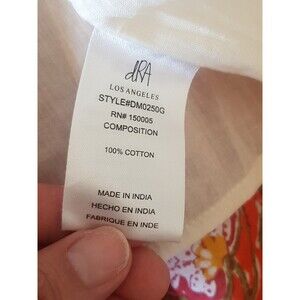 dRA
LOS ANGELES
STYLE#DM0250G
RN# 150005
COMPOSITION
100% COTTON
MADE IN INDIA
HECHO EN INDIA
FABRIQUE EN INDE